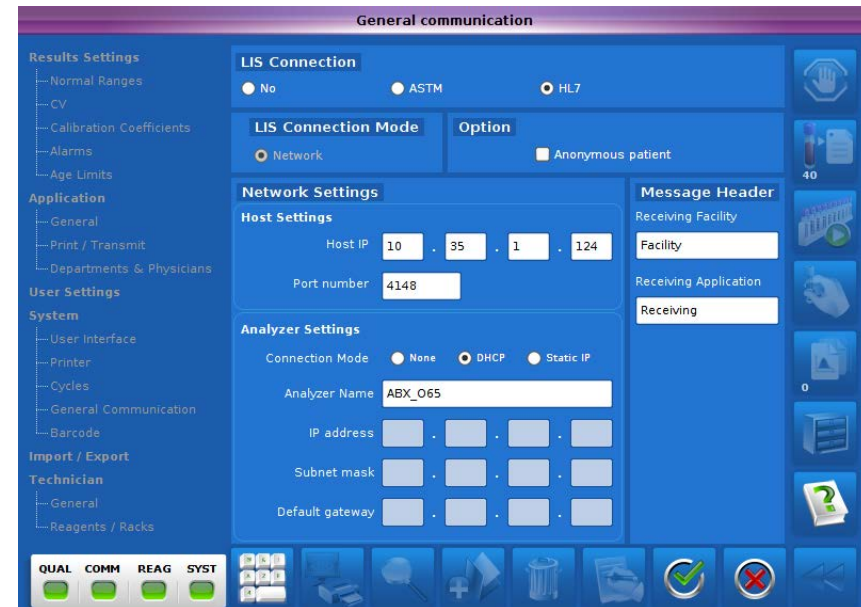 General communication
Results Settings
Normal Ranges
CV
Calibration Coefficients
Alarms
Age Limits
Application
General
Print / Transmit
Departments & Physicians
User Settings
System
User Interface
Printer
Cycles
General Communication
Barcode
Import / Export
Technician
General
Reagents / Racks
LIS Connection
No ASTM HL7
LIS Connection Mode
Network
Option
Anonymous patient
Network Settings
Host Settings
Host IP 10 . 35 . 1 . 124
Port number 4148
Analyzer Settings
Connection Mode None DHCP Static IP
Analyzer Name ABX_O65
IP address . . .
Subnet mask . . .
Default gateway . . .
Message Header
Receiving Facility
Facility
Receiving Application
Receiving
40
0
QUAL COMM REAG SYST